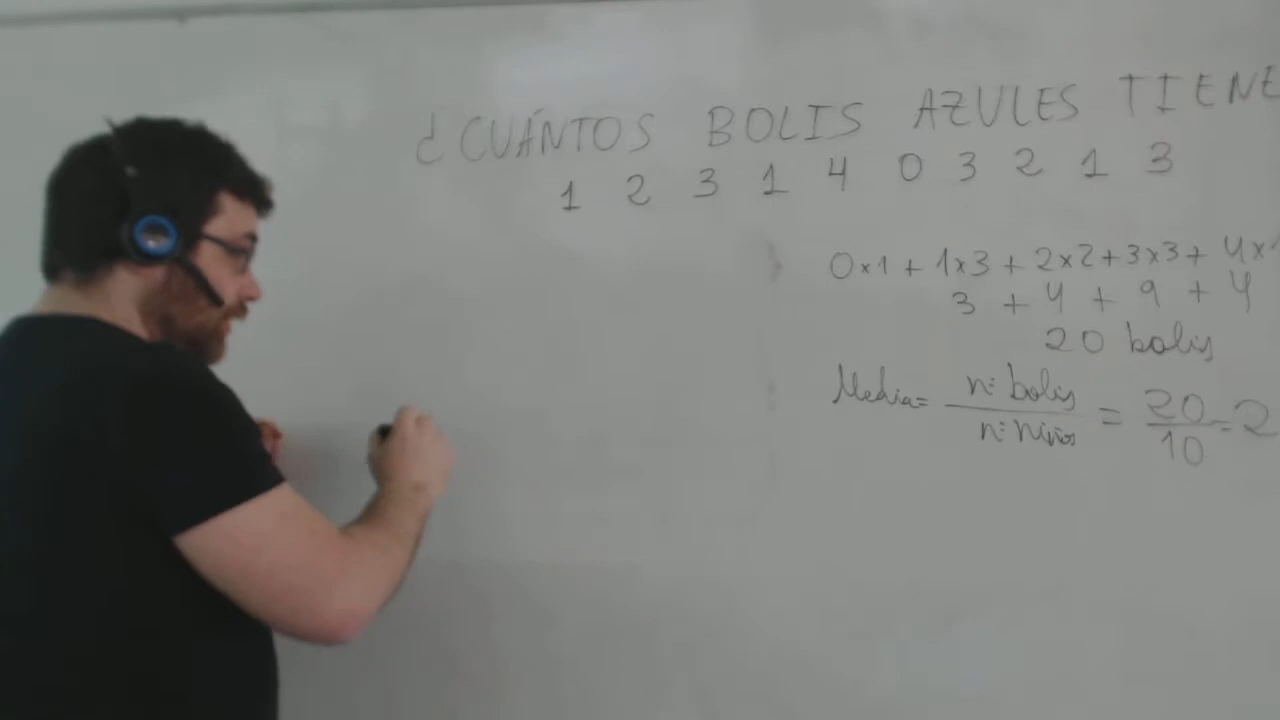 ¿CUÁNTOS BOLIS AZULES TIENE
1 2 3 1 4 0 3 2 1 3
0×1 + 1×3 + 2×2+3×3+ 4×1
3 + 4 + 9 + 4
20 bolis
Media= nº bolis / nº niños = 20/10 = 2